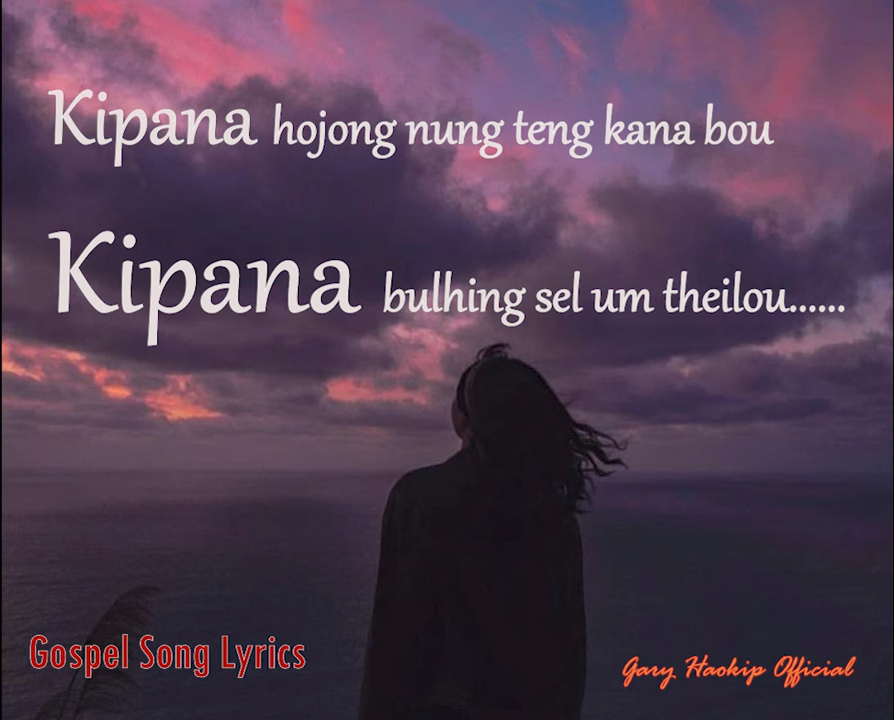 Kipana hojong nung teng kana bou
Kipana bulhing sel um theilou......
Gospel Song Lyrics
Gary Haokip Official